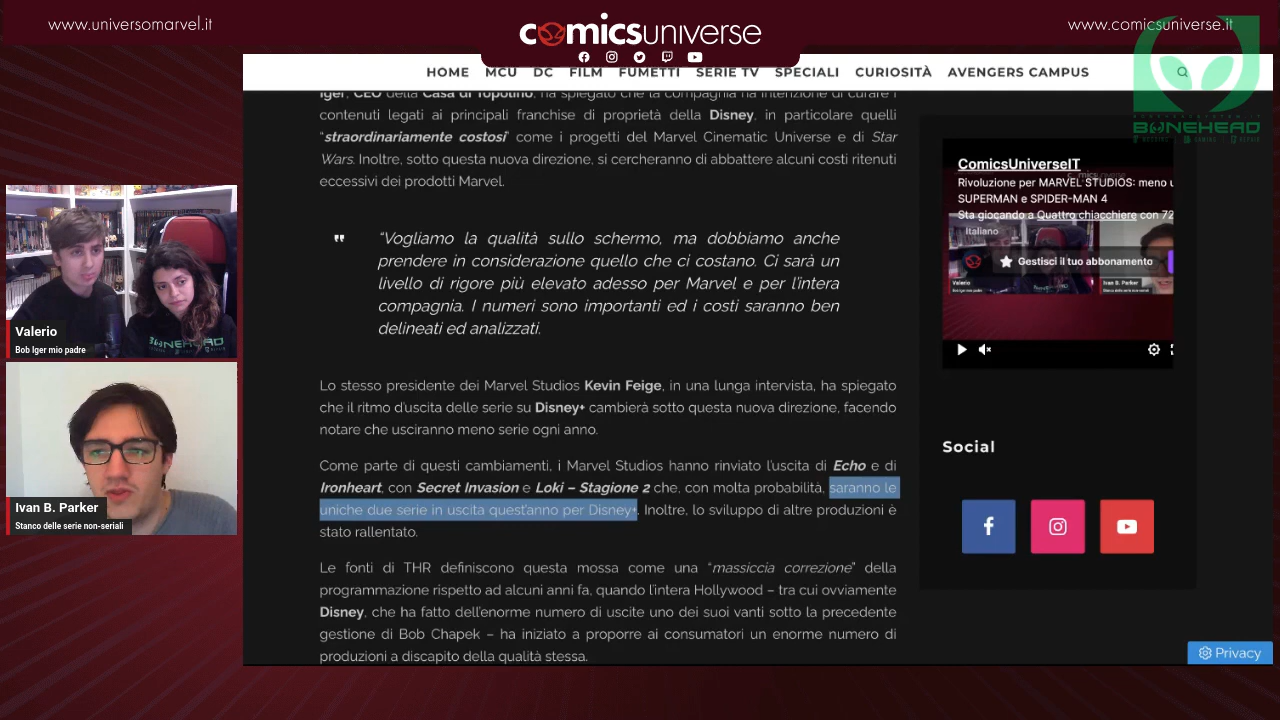 www.universomarvel.it
comicsuniverse
www.comicsuniverse.it
HOME MCU DC FILM FUMETTI SERIE TV SPECIALI CURIOSITÀ AVENGERS CAMPUS
Iger, CEO della Casa di Topolino, ha spiegato che la compagnia ha intenzione di curare i
contenuti legati ai principali franchise di proprietà della Disney, in particolare quelli
“straordinariamente costosi” come i progetti del Marvel Cinematic Universe e di Star
Wars. Inoltre, sotto questa nuova direzione, si cercheranno di abbattere alcuni costi ritenuti
eccessivi dei prodotti Marvel.
“Vogliamo la qualità sullo schermo, ma dobbiamo anche
prendere in considerazione quello che ci costano. Ci sarà un
livello di rigore più elevato adesso per Marvel e per l’intera
compagnia. I numeri sono importanti ed i costi saranno ben
delineati ed analizzati.
Lo stesso presidente dei Marvel Studios Kevin Feige, in una lunga intervista, ha spiegato
che il ritmo d’uscita delle serie su Disney+ cambierà sotto questa nuova direzione, facendo
notare che usciranno meno serie ogni anno.
Come parte di questi cambiamenti, i Marvel Studios hanno rinviato l’uscita di Echo e di
Ironheart, con Secret Invasion e Loki – Stagione 2 che, con molta probabilità, saranno le
uniche due serie in uscita quest’anno per Disney+. Inoltre, lo sviluppo di altre produzioni è
stato rallentato.
Le fonti di THR definiscono questa mossa come una “massiccia correzione” della
programmazione rispetto ad alcuni anni fa, quando l’intera Hollywood – tra cui ovviamente
Disney, che ha fatto dell’enorme numero di uscite uno dei suoi vanti sotto la precedente
gestione di Bob Chapek – ha iniziato a proporre ai consumatori un enorme numero di
produzioni a discapito della qualità stessa.
BONEHEAD
ComicsUniverseIT
Rivoluzione per MARVEL STUDIOS: meno u
SUPERMAN e SPIDER-MAN 4
Sta giocando a Quattro chiacchiere con 72
Italiano
Gestisci il tuo abbonamento
Valerio
Ivan B. Parker
Social
Privacy
BONEHEAD
Valerio
Bob Iger mio padre
Ivan B. Parker
Stanco delle serie non-seriali